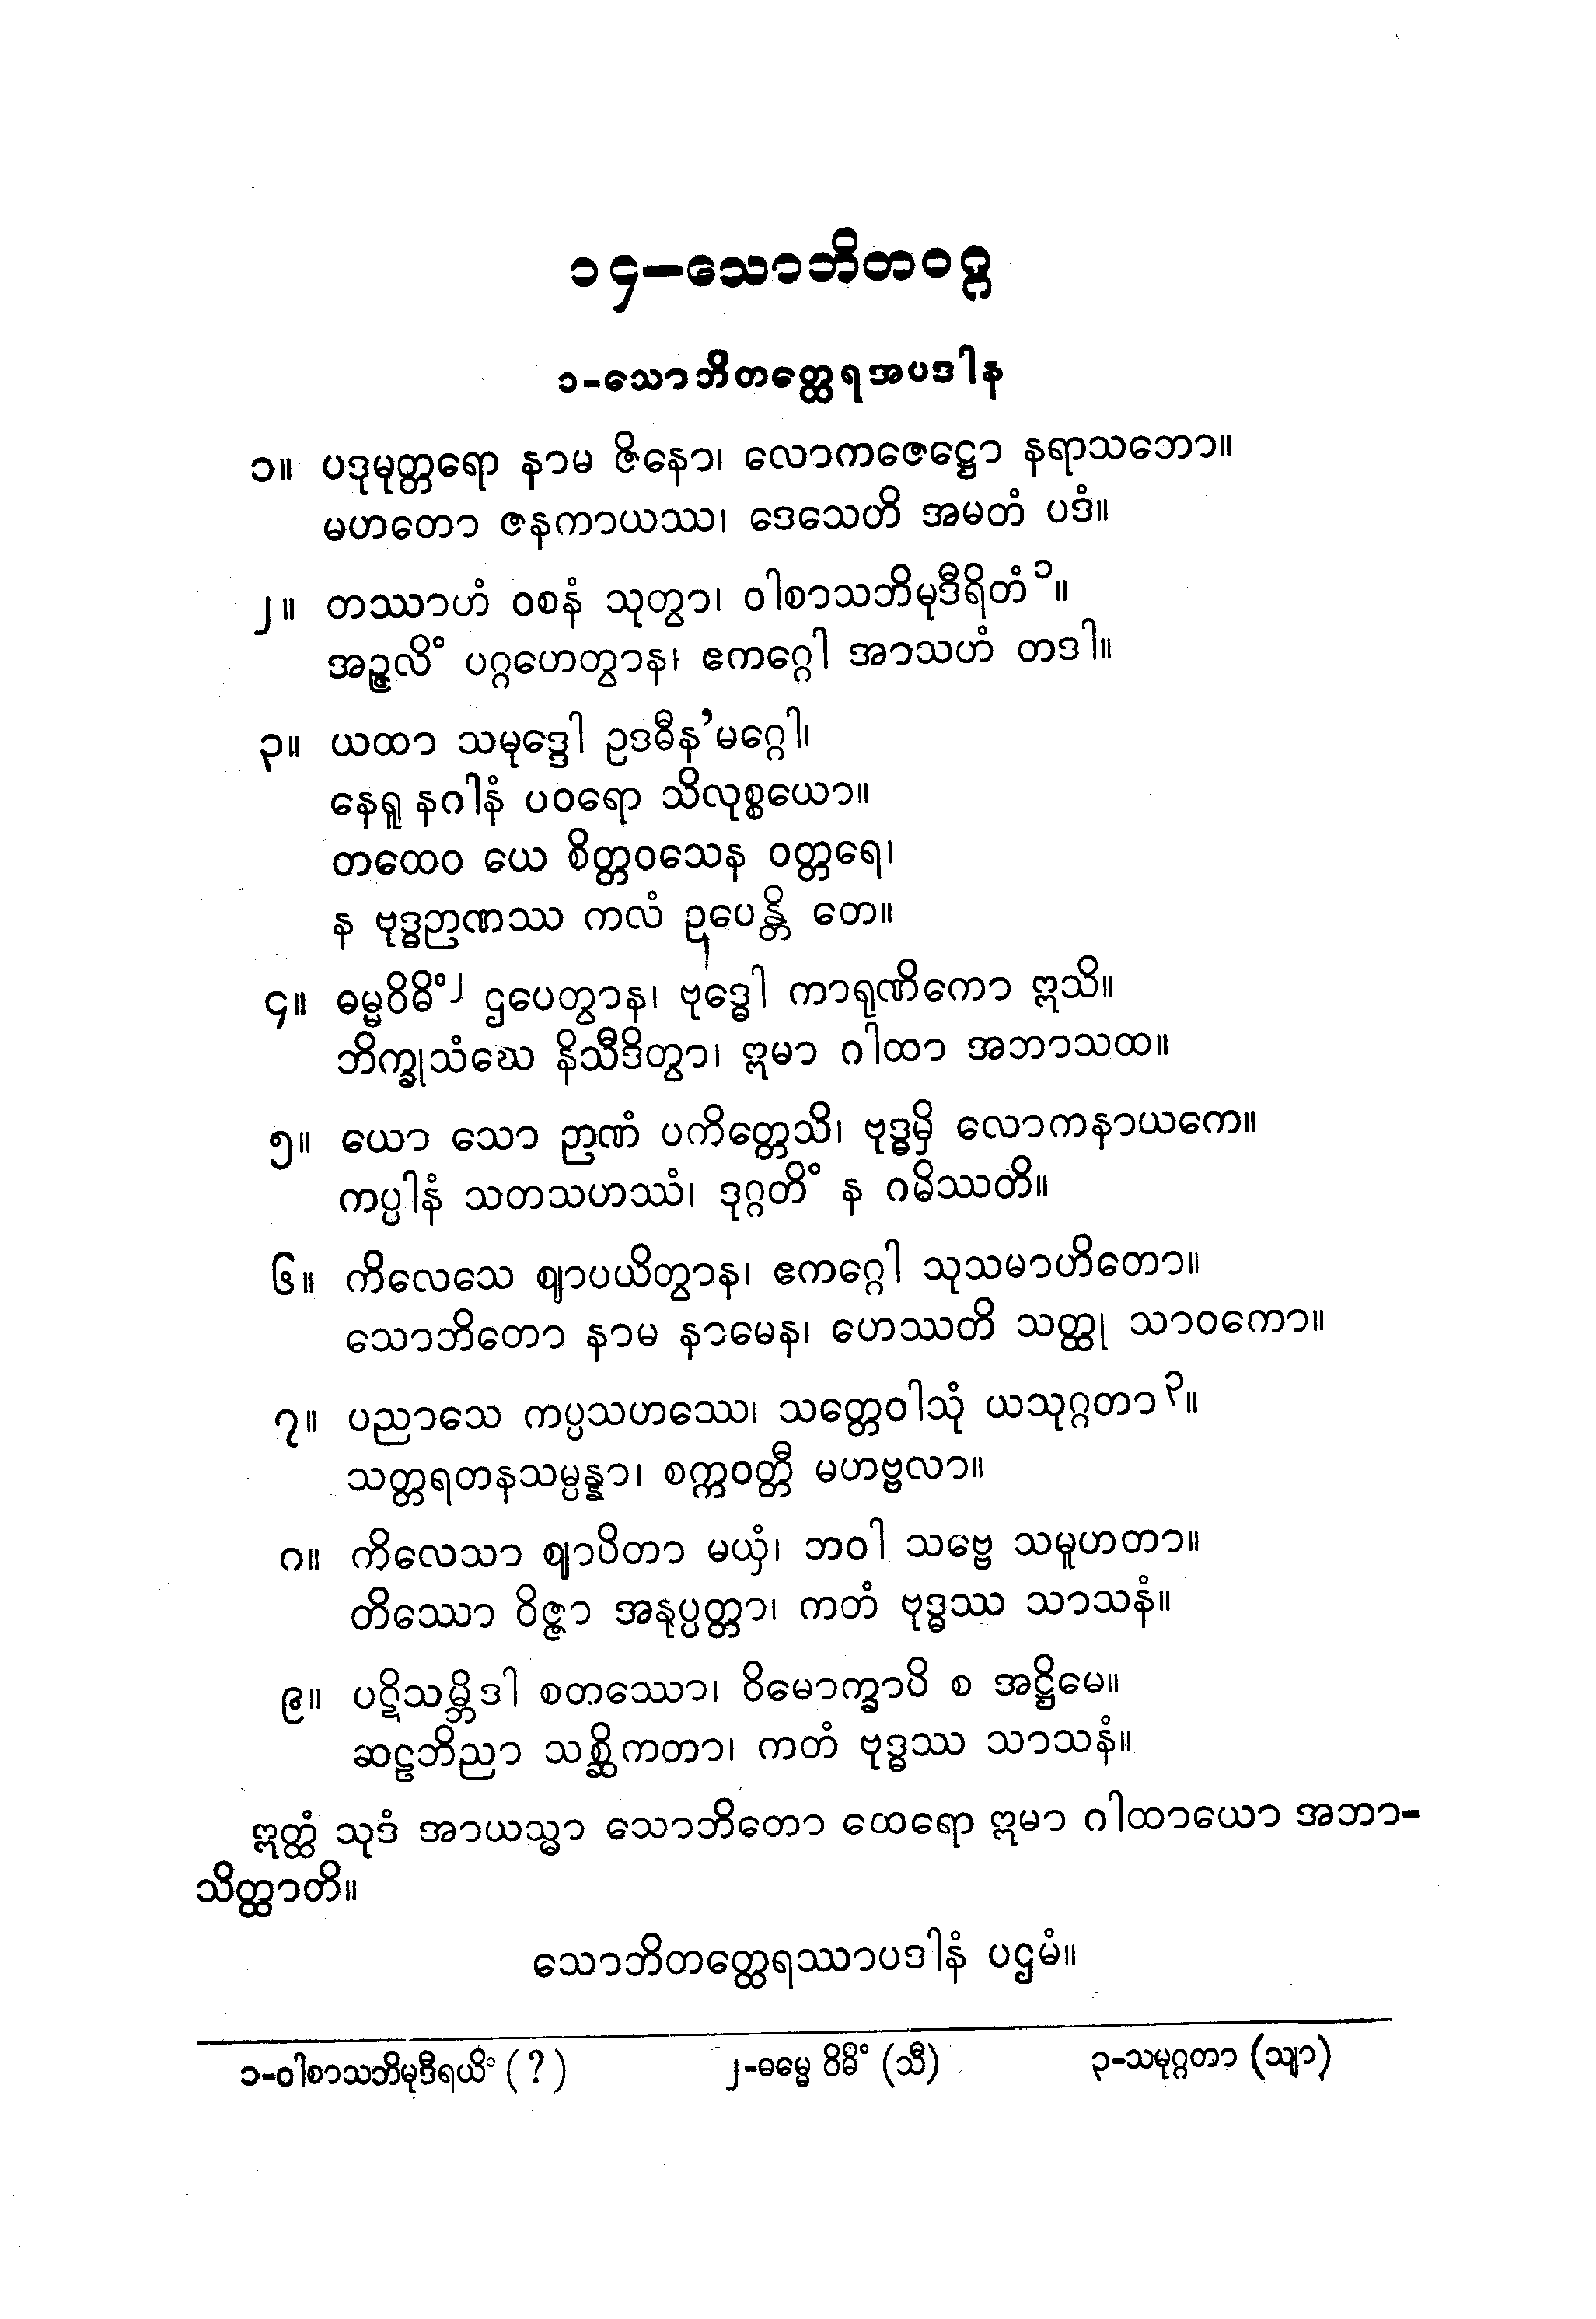 ၁၄−သောဘိတဝဂ္ဂ
၁-သောဘိတတ္ထေရအပဒါန
၁။ ပဒုမုတ္တရော နာမ ဇိနော၊ လောကဇေဋ္ဌော နရာသဘော။
မဟတော ဇနကာယဿ၊ ဒေသေတိ အမတံ ပဒံ။
၂။ တဿာဟံ ဝစနံ သုတွာ၊ ဝါစာသဘိမုဒီရိတံ၁။
အဉ္ဇလိံ ပဂ္ဂဟေတွာန၊ ဧကဂ္ဂေါ အာသဟံ တဒါ။
၃။ ယထာ သမုဒ္ဒေါ ဥဒဓီန’မဂ္ဂေါ၊
နေရူ နဂါနံ ပဝရော သိလုစ္စယော။
တထေဝ ယေ စိတ္တဝသေန ဝတ္တရေ၊
န ဗုဒ္ဓဉာဏဿ ကလံ ဥပေန္တိ တေ။
၄။ ဓမ္မဝိဓိံ၂ ဌပေတွာန၊ ဗုဒ္ဓေါ ကာရုဏိကော ဣသိ။
ဘိက္ခုသံဃေ နိသီဒိတွာ၊ ဣမာ ဂါထာ အဘာသထ။
၅။ ယော သော ဉာဏံ ပကိတ္တေသိ၊ ဗုဒ္ဓမှိ လောကနာယကေ။
ကပ္ပါနံ သတသဟဿံ၊ ဒုဂ္ဂတိံ န ဂမိဿတိ။
၆။ ကိလေသေ ဈာပယိတွာန၊ ဧကဂ္ဂေါ သုသမာဟိတော။
သောဘိတော နာမ နာမေန၊ ဟေဿတိ သတ္ထု သာဝကော။
၇။ ပညာသေ ကပ္ပသဟဿေ၊ သတ္တေဝါသုံ ယသုဂ္ဂတာ၃။
သတ္တရတနသမ္ပန္နာ၊ စက္ကဝတ္တီ မဟဗ္ဗလာ။
၈။ ကိလေသာ ဈာပိတာ မယှံ၊ ဘဝါ သဗ္ဗေ သမူဟတာ။
တိဿော ဝိဇ္ဇာ အနုပ္ပတ္တာ၊ ကတံ ဗုဒ္ဓဿ သာသနံ။
၉။ ပဋိသမ္ဘိဒါ စတဿော၊ ဝိမောက္ခာပိ စ အဋ္ဌိမေ။
ဆဠဘိညာ သစ္ဆိကတာ၊ ကတံ ဗုဒ္ဓဿ သာသနံ။
ဣတ္ထံ သုဒံ အာယသ္မာ သောဘိတော ထေရော ဣမာ ဂါထာယော အဘာ-
သိတ္ထာတိ။
သောဘိတတ္ထေရဿာပဒါနံ ပဌမံ။
၁-ဝါစာသဘိမုဒီရယိံ (?) ၂-ဓမ္မေ ဝိဓိံ (သီ) ၃-သမုဂ္ဂတာ (သျာ)